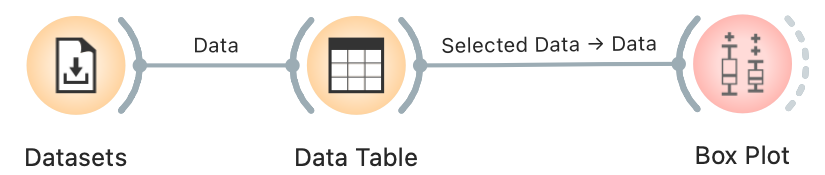 Data
Selected Data → Data
Datasets
Data Table
Box Plot